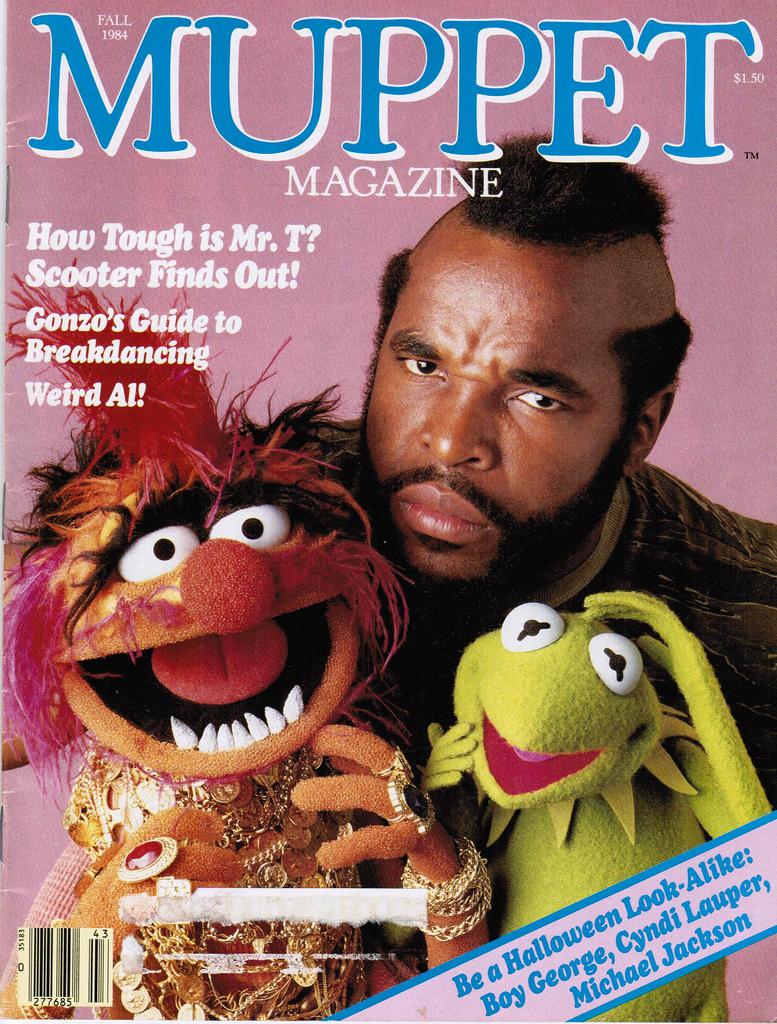 FALL
1984
MUPPET
$1.50
TM
MAGAZINE
How Tough is Mr. T?
Scooter Finds Out!
Gonzo's Guide to
Breakdancing
Weird Al!
Be a Halloween Look-Alike:
Boy George, Cyndi Lauper,
Michael Jackson
0
35183
43
277685